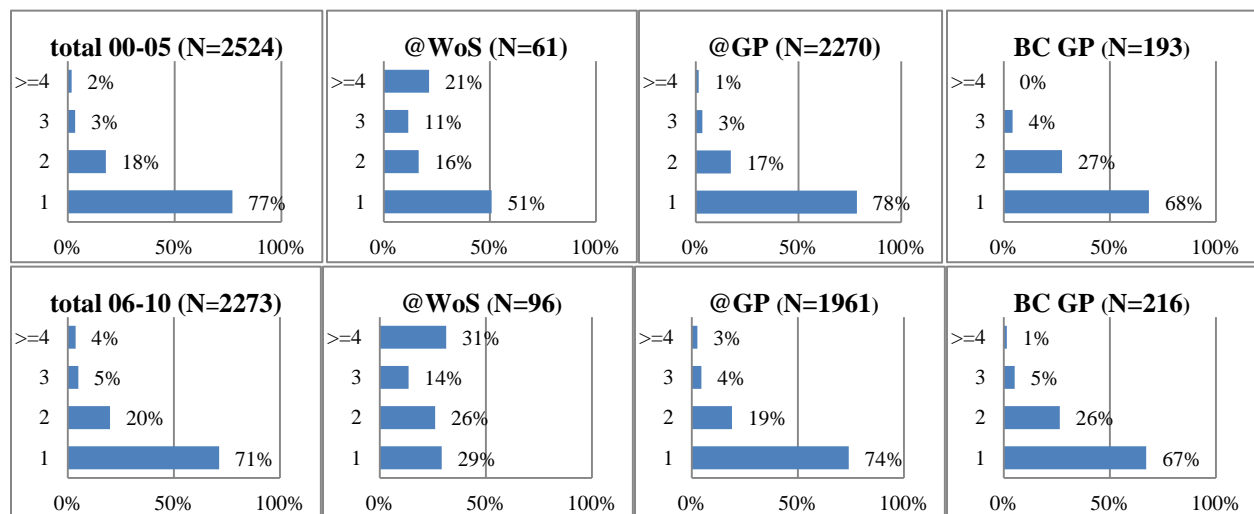 total 00-05 (N=2524)
>=4 2%
3 3%
2 18%
1 77%
0% 50% 100%
@WoS (N=61)
>=4 21%
3 11%
2 16%
1 51%
0% 50% 100%
@GP (N=2270)
>=4 1%
3 3%
2 17%
1 78%
0% 50% 100%
BC GP (N=193)
>=4 0%
3 4%
2 27%
1 68%
0% 50% 100%
total 06-10 (N=2273)
>=4 4%
3 5%
2 20%
1 71%
0% 50% 100%
@WoS (N=96)
>=4 31%
3 14%
2 26%
1 29%
0% 50% 100%
@GP (N=1961)
>=4 3%
3 4%
2 19%
1 74%
0% 50% 100%
BC GP (N=216)
>=4 1%
3 5%
2 26%
1 67%
0% 50% 100%